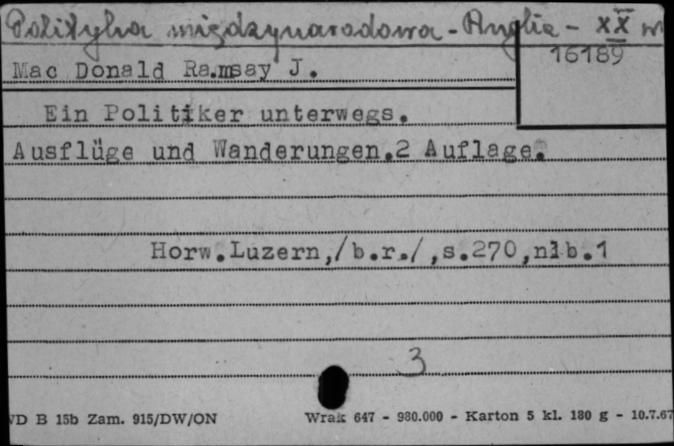 Polityka międzynarodowa - Anglia - XX w
16189
Mac Donald Ramsay J.
Ein Politiker unterwegs.
Ausflüge und Wanderungen.2 Auflage.
Horw.Luzern,/b.r./,s.270,nlb.1
3
VD B 15b Zam. 915/DW/ON Wrak 647 - 980.000 - Karton 5 kl. 180 g - 10.7.67